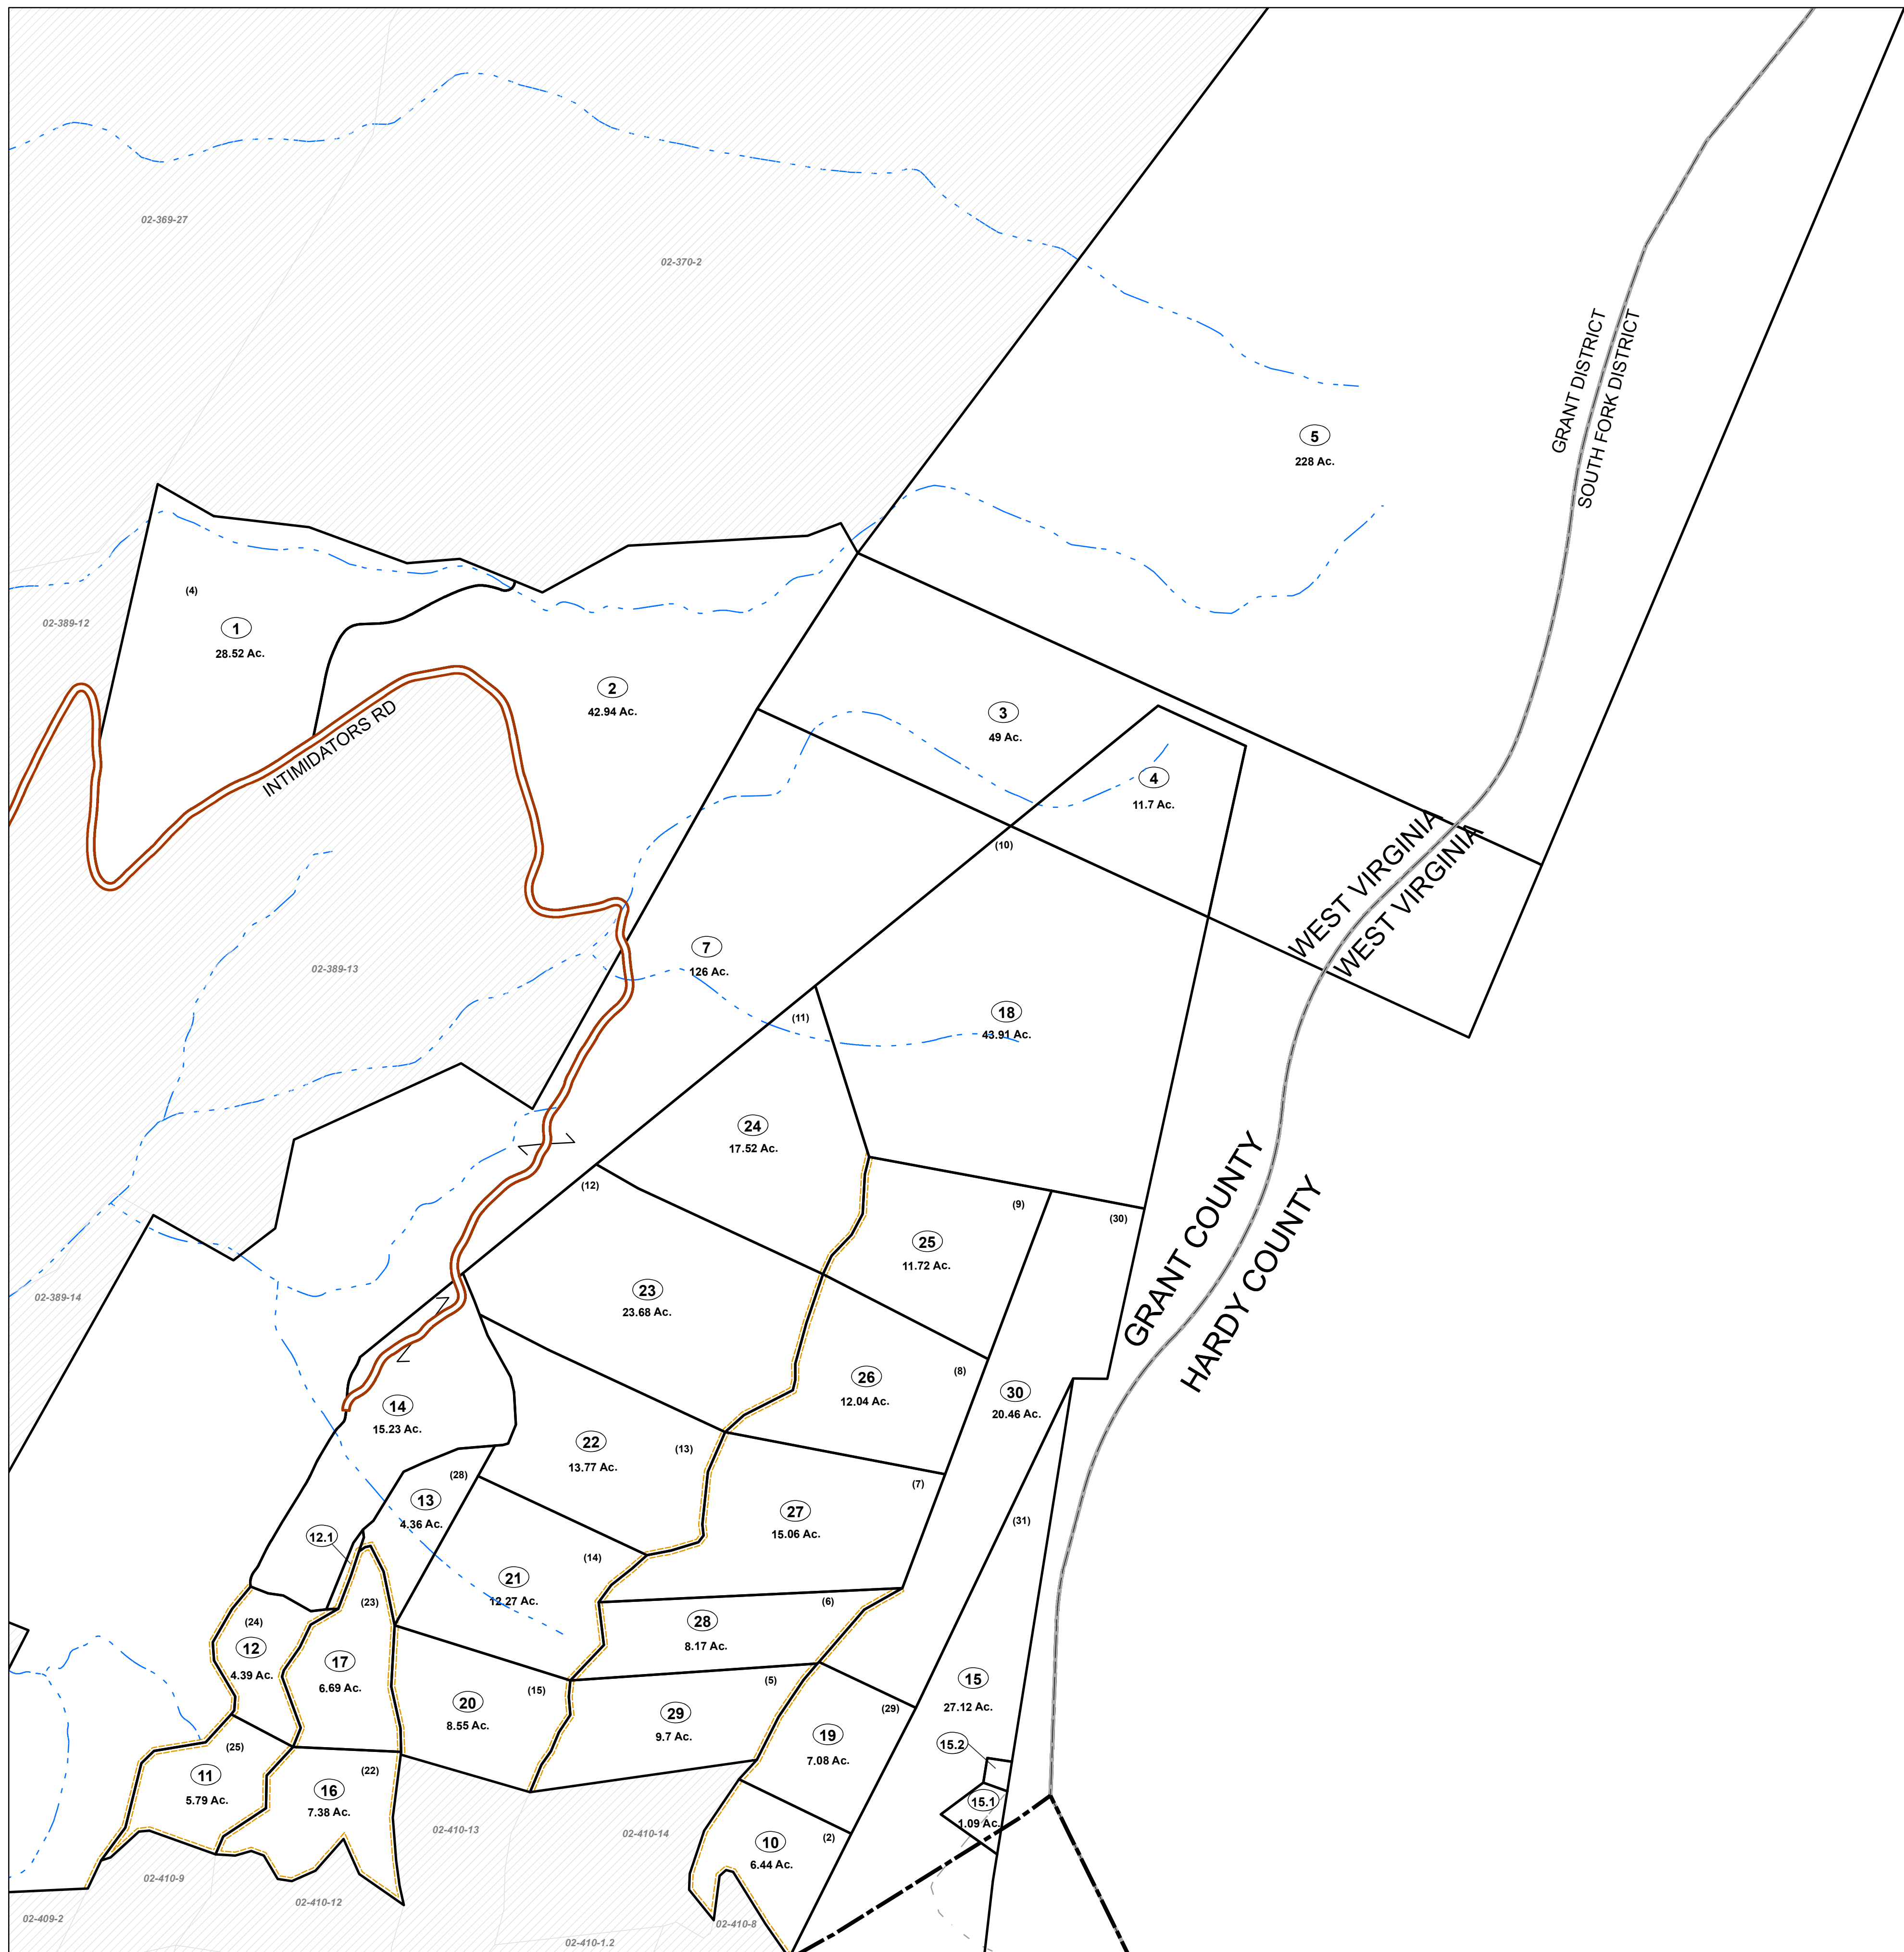 02-369-27
02-370-2
GRANT DISTRICT
SOUTH FORK DISTRICT
5
228 Ac.
(4)
02-389-12
1
28.52 Ac.
INTIMIDATORS RD
2
42.94 Ac.
3
49 Ac.
4
11.7 Ac.
(10)
WEST VIRGINIA
WEST VIRGINIA
7
126 Ac.
02-389-13
(11)
18
43.91 Ac.
24
17.52 Ac.
(12)
(9)
(30)
25
11.72 Ac.
GRANT COUNTY
HARDY COUNTY
02-389-14
23
23.68 Ac.
(8)
26
12.04 Ac.
30
20.46 Ac.
14
15.23 Ac.
22
13.77 Ac.
(13)
(28)
(7)
13
4.36 Ac.
27
15.06 Ac.
(31)
12.1
(14)
21
12.27 Ac.
(23)
(6)
(24)
28
8.17 Ac.
12
4.39 Ac.
17
6.69 Ac.
(5)
15
27.12 Ac.
(15)
20
8.55 Ac.
(29)
29
9.7 Ac.
19
7.08 Ac.
15.2
(25)
(22)
11
5.79 Ac.
16
7.38 Ac.
15.1
1.09 Ac.
02-410-13
02-410-14
(2)
10
6.44 Ac.
02-410-9
02-410-12
02-409-2
02-410-8
02-410-1.2